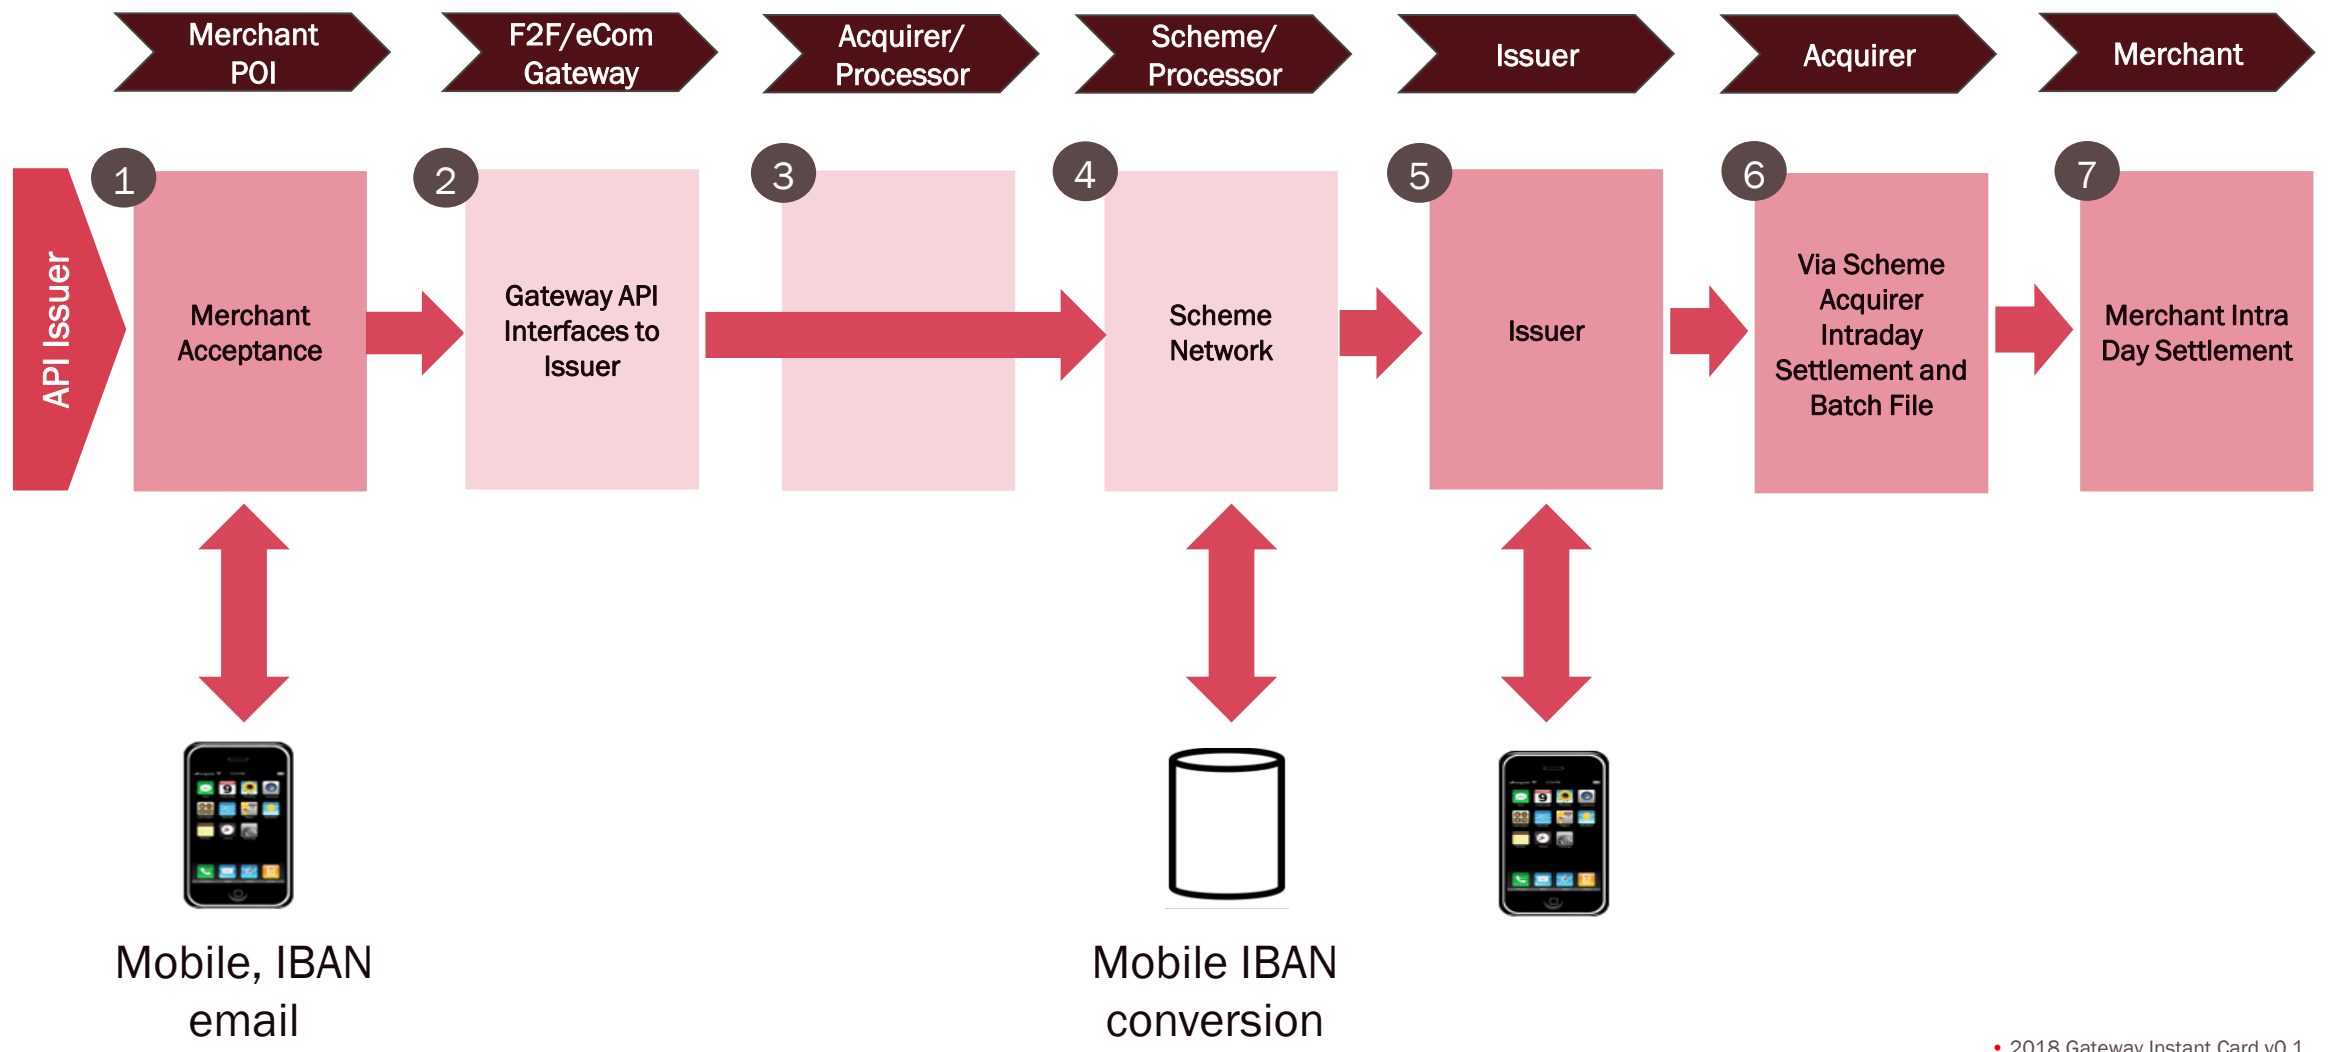 Merchant
POI
F2F/eCom
Gateway
Acquirer/
Processor
Scheme/
Processor
Issuer
Acquirer
Merchant
API Issuer
1
Merchant
Acceptance
2
Gateway API
Interfaces to
Issuer
3
4
Scheme
Network
5
Issuer
6
Via Scheme
Acquirer
Intraday
Settlement and
Batch File
7
Merchant Intra
Day Settlement
9
9
Mobile, IBAN
email
Mobile IBAN
conversion
• 2018 Gateway Instant Card v0.1